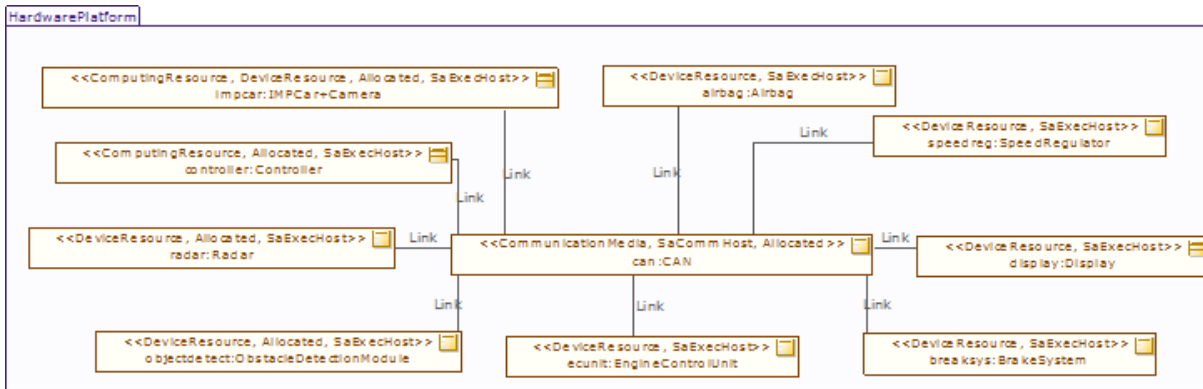 HardwarePlatform
<<ComputingResource, DeviceResource, Allocated, SaExecHost>>
impcar:IMPCar+Camera
<<DeviceResource, SaExecHost>>
airbag:Airbag
<<DeviceResource, SaExecHost>>
speedreg:SpeedRegulator
Link
<<ComputingResource, Allocated, SaExecHost>>
controller:Controller
Link
Link
Link
<<DeviceResource, Allocated, SaExecHost>>
radar:Radar
Link
<<CommunicationMedia, SaCommHost, Allocated>>
can:CAN
Link
<<DeviceResource, SaExecHost>>
display:Display
Link
Link
Link
<<DeviceResource, Allocated, SaExecHost>>
objectdetect:ObstacleDetectionModule
<<DeviceResource, SaExecHost>>
ecunit:EngineControlUnit
<<DeviceResource, SaExecHost>>
breaksys:BrakeSystem